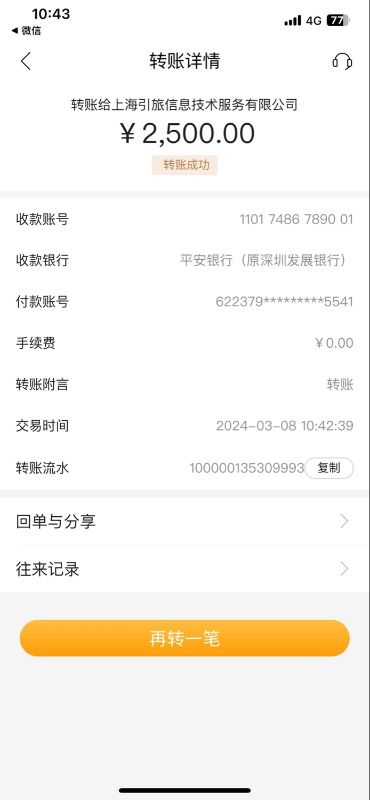 10:43
4G 77
◀ 微信
转账详情
转账给上海引旅信息技术服务有限公司
¥ 2,500.00
转账成功
收款账号 1101 7486 7890 01
收款银行 平安银行（原深圳发展银行）
付款账号 622379*********5541
手续费 ¥0.00
转账附言 转账
交易时间 2024-03-08 10:42:39
转账流水 100000135309993 复制
回单与分享
往来记录
再转一笔